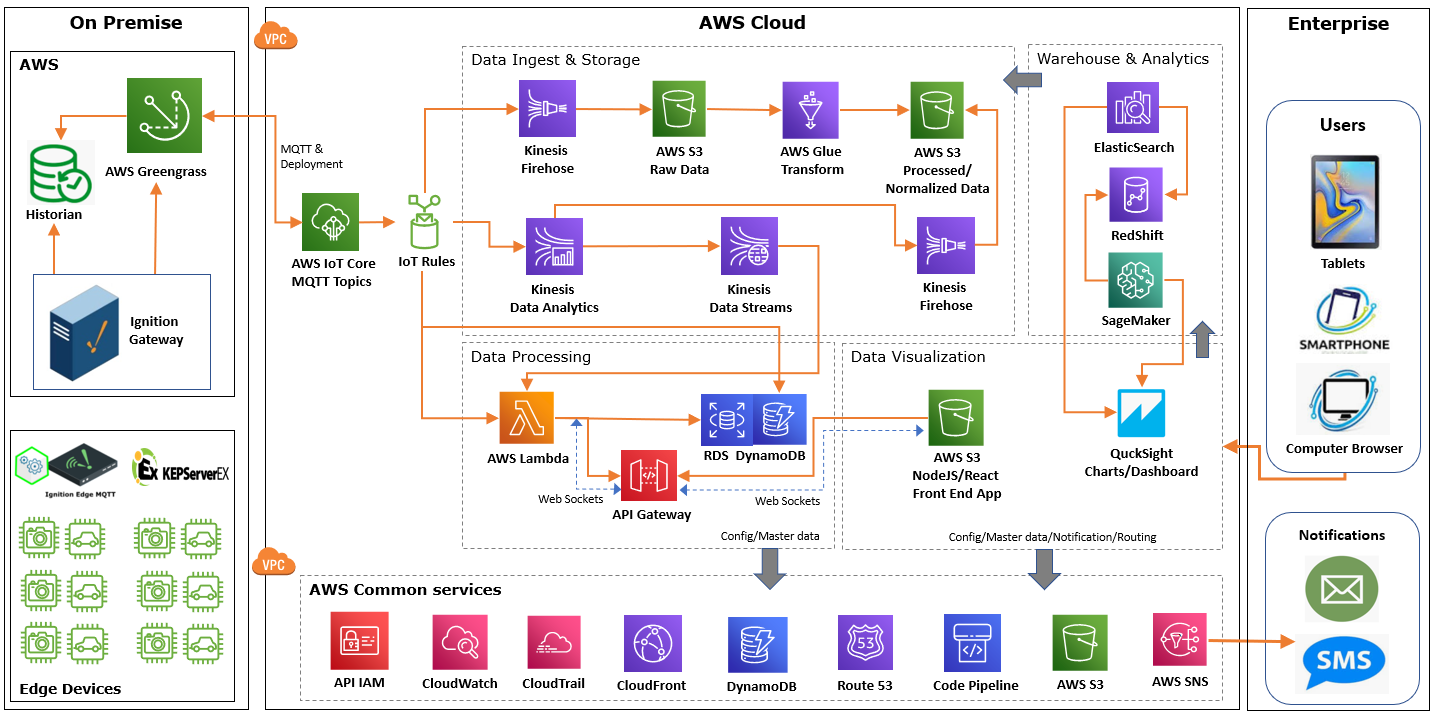 On Premise
AWS
AWS Greengrass
Historian
Ignition
Gateway
Ignition Edge MQTT
Ex KEPServerEX
Edge Devices
AWS Cloud
VPC
MQTT &
Deployment
AWS IoT Core
MQTT Topics
IoT Rules
Data Ingest & Storage
Kinesis
Firehose
AWS S3
Raw Data
AWS Glue
Transform
AWS S3
Processed/
Normalized Data
Kinesis
Data Analytics
Kinesis
Data Streams
Kinesis
Firehose
Warehouse & Analytics
ElasticSearch
RedShift
SageMaker
Data Processing
AWS Lambda
RDS
DynamoDB
Web Sockets
API Gateway
Web Sockets
Config/Master data
Data Visualization
AWS S3
NodeJS/React
Front End App
QuckSight
Charts/Dashboard
Config/Master data/Notification/Routing
VPC
AWS Common services
API IAM
CloudWatch
CloudTrail
CloudFront
DynamoDB
53
Route 53
Code Pipeline
AWS S3
AWS SNS
Enterprise
Users
Tablets
SMARTPHONE
Computer Browser
Notifications
SMS